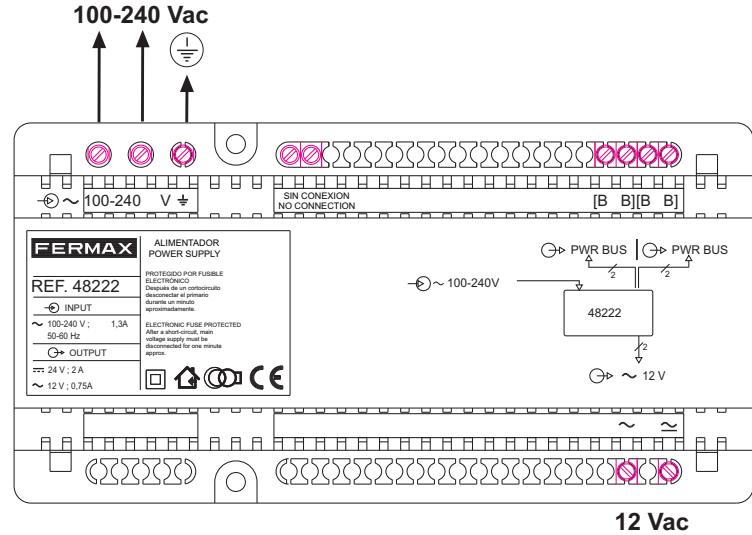 100-240 Vac
~ 100-240 V
SIN CONEXION
NO CONNECTION
[B B][B B]
FERMAX
ALIMENTADOR
POWER SUPPLY
REF. 48222
INPUT
~ 100-240 V ; 1,3A
50-60 Hz
OUTPUT
24 V ; 2 A
~ 12 V ; 0,75A
PROTEGIDO POR FUSIBLE
ELECTRÓNICO
Después de un cortocircuito
desconectar el primario
durante un minuto
aproximadamente.
ELECTRONIC FUSE PROTECTED
After a short-circuit, main
voltage supply must be
disconnected for one minute
approx.
CE
~ 100-240V
PWR BUS
PWR BUS
2
2
48222
2
~ 12 V
12 Vac